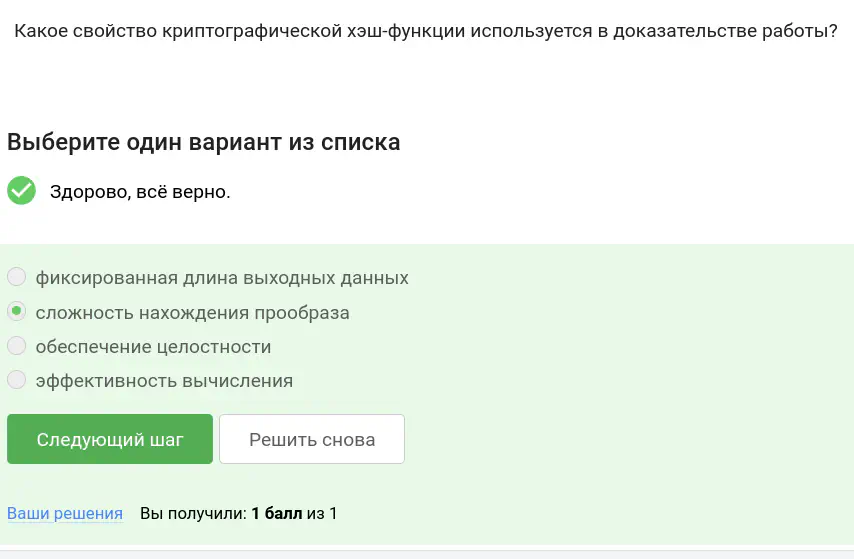 Какое свойство криптографической хэш-функции используется в доказательстве работы?
Выберите один вариант из списка
Здорово, всё верно.
фиксированная длина выходных данных
сложность нахождения прообраза
обеспечение целостности
эффективность вычисления
Следующий шаг Решить снова
Ваши решения Вы получили: 1 балл из 1